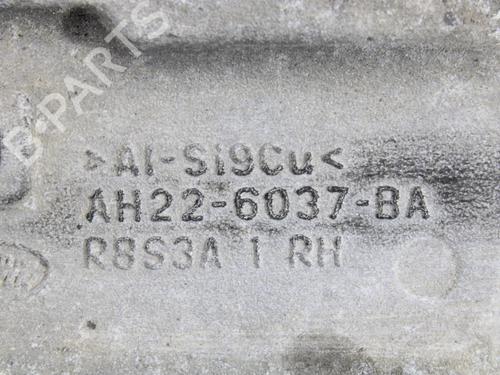 B-PARTS
>Al-Si9Cu<
AH22-6037-BA
R8S3A 1 RH